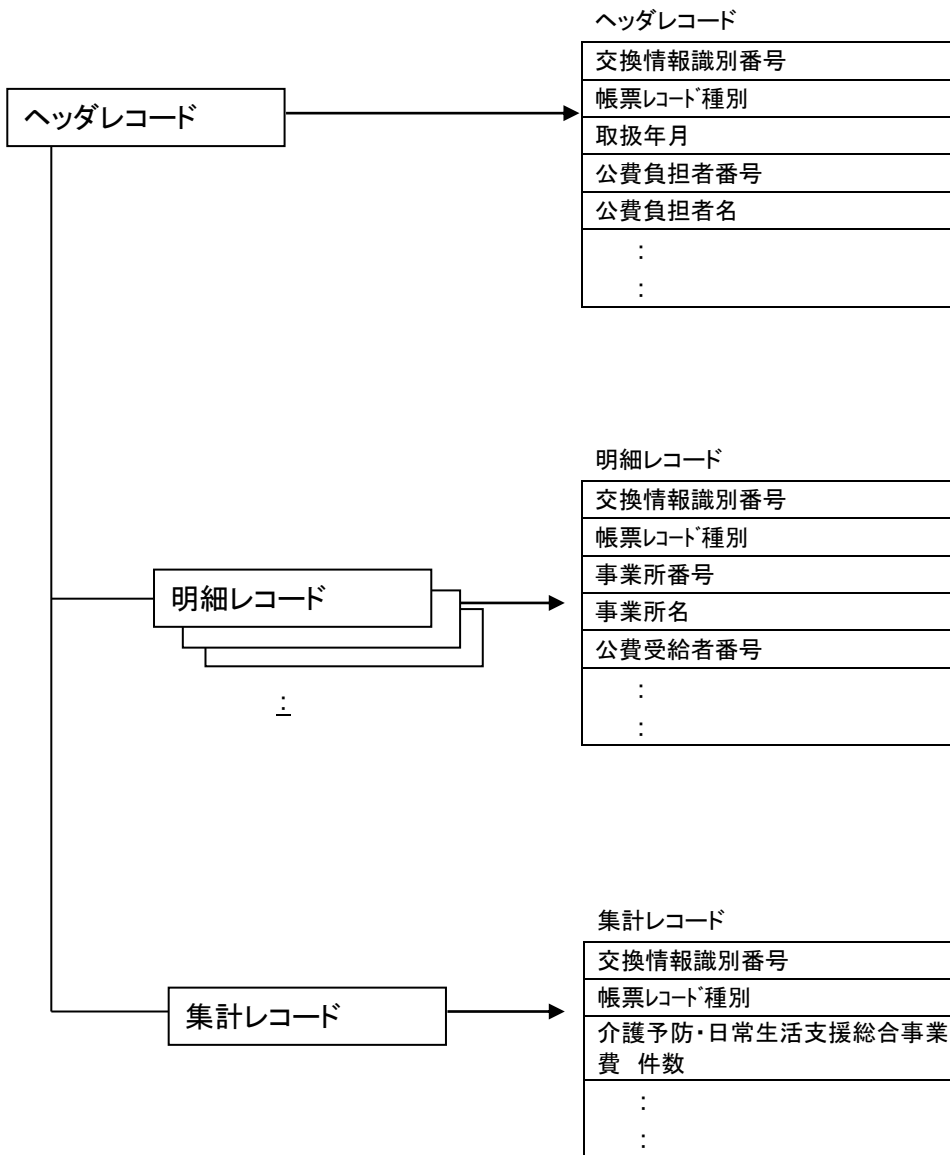 ヘッダレコード
交換情報識別番号
帳票ﾚｺｰﾄﾞ種別
取扱年月
公費負担者番号
公費負担者名
:
:
ヘッダレコード
明細レコード
交換情報識別番号
帳票ﾚｺｰﾄﾞ種別
事業所番号
事業所名
公費受給者番号
:
:
明細レコード
:
集計レコード
交換情報識別番号
帳票ﾚｺｰﾄﾞ種別
介護予防・日常生活支援総合事業
費 件数
:
:
集計レコード